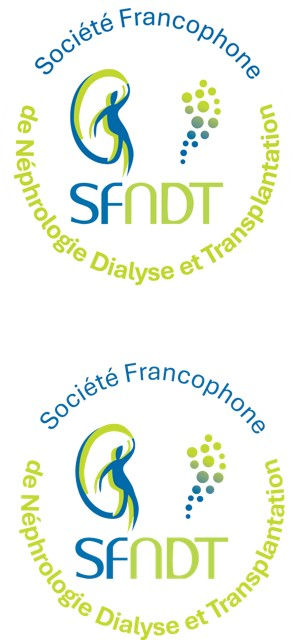 Société Francophone
de Néphrologie Dialyse et Transplantation
SFNDT
Société Francophone
de Néphrologie Dialyse et Transplantation
SFNDT